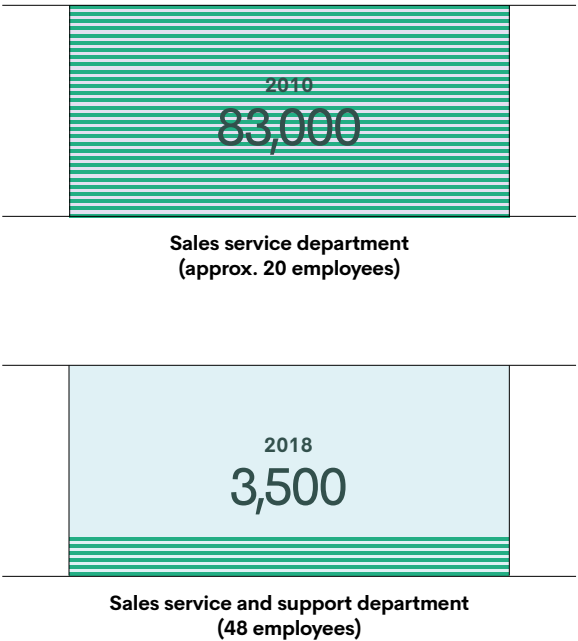 2010
83,000
Sales service department
(approx. 20 employees)
2018
3,500
Sales service and support department
(48 employees)